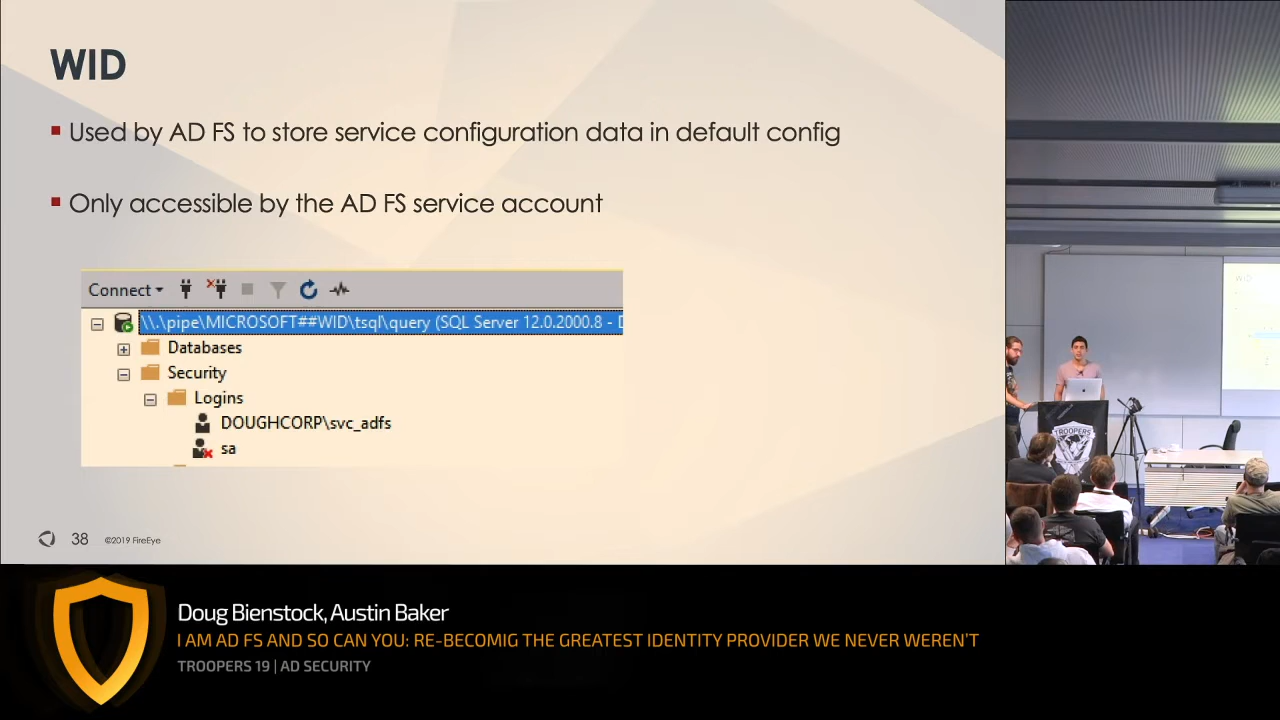 WID
Used by AD FS to store service configuration data in default config
Only accessible by the AD FS service account
Connect
\\.\pipe\MICROSOFT##WID\tsql\query (SQL Server 12.0.2000.8 - D
Databases
Security
Logins
DOUGHCORP\svc_adfs
sa
38 ©2019 FireEye
WID
TROOPERS
Doug Bienstock, Austin Baker
I AM AD FS AND SO CAN YOU: RE-BECOMIG THE GREATEST IDENTITY PROVIDER WE NEVER WEREN'T
TROOPERS 19 | AD SECURITY